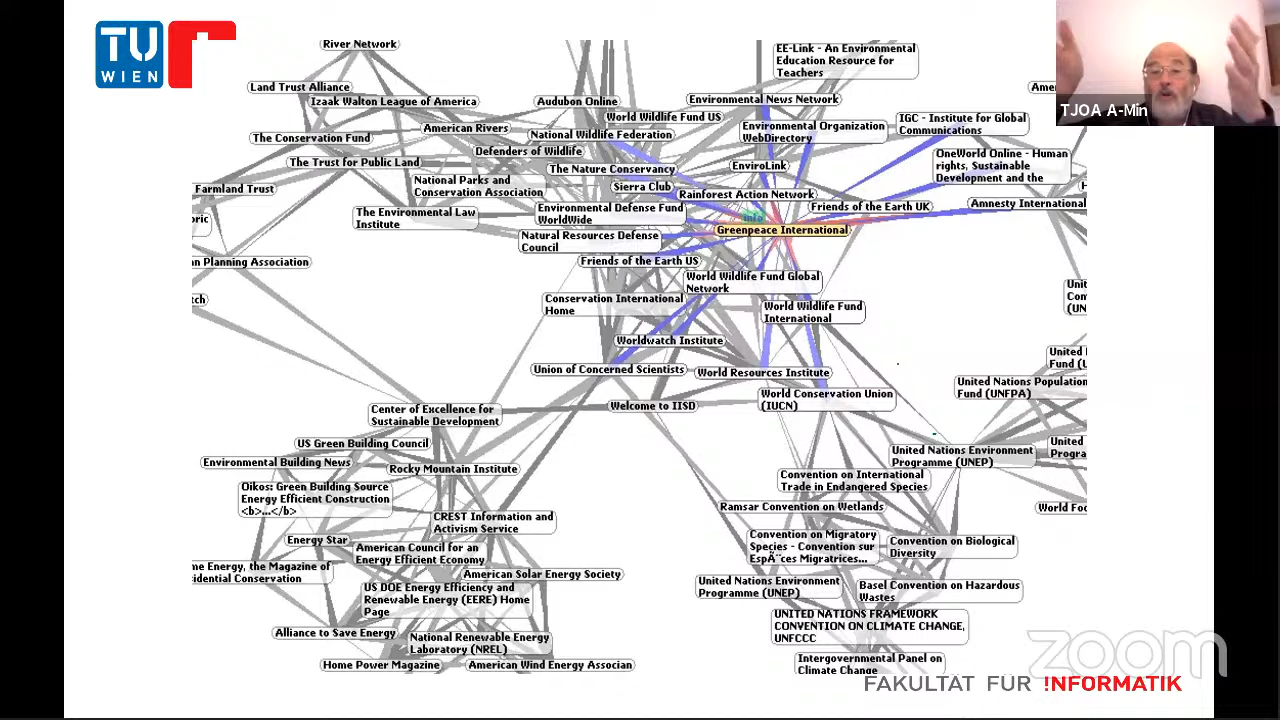 TU
WIEN
River Network
EE-Link - An Environmental
Education Resource for
Teachers
TJOA A-Min
Land Trust Alliance
Izaak Walton League of America
Audubon Online
Environmental News Network
World Wildlife Fund US
IGC - Institute for Global
Communications
The Conservation Fund
American Rivers
National Wildlife Federation
Environmental Organization
WebDirectory
Defenders of Wildlife
The Trust for Public Land
The Nature Conservancy
EnviroLink
OneWorld Online - Human
rights, Sustainable
Development and the
National Parks and
Conservation Association
Farmland Trust
Sierra Club
Rainforest Action Network
Friends of the Earth UK
Amnesty International
The Environmental Law
Institute
Environmental Defense Fund
WorldWide
info
Greenpeace International
Natural Resources Defense
Council
Friends of the Earth US
n Planning Association
World Wildlife Fund Global
Network
Conservation International
Home
World Wildlife Fund
International
Worldwatch Institute
Union of Concerned Scientists
World Resources Institute
United Nations Population
Fund (UNFPA)
World Conservation Union
(IUCN)
Welcome to IISD
Center of Excellence for
Sustainable Development
US Green Building Council
Environmental Building News
Rocky Mountain Institute
United Nations Environment
Programme (UNEP)
Convention on International
Trade in Endangered Species
Oikos: Green Building Source
Energy Efficient Construction
<b>...</b>
Ramsar Convention on Wetlands
CREST Information and
Activism Service
Energy Star
American Council for an
Energy Efficient Economy
Convention on Migratory
Species - Convention sur
EspÃ¨ces Migratrices...
Convention on Biological
Diversity
me Energy, the Magazine of
sidential Conservation
American Solar Energy Society
US DOE Energy Efficiency and
Renewable Energy (EERE) Home
Page
United Nations Environment
Programme (UNEP)
Basel Convention on Hazardous
Wastes
UNITED NATIONS FRAMEWORK
CONVENTION ON CLIMATE CHANGE,
UNFCCC
Alliance to Save Energy
National Renewable Energy
Laboratory (NREL)
Home Power Magazine
American Wind Energy Associan
Intergovernmental Panel on
Climate Change
zoom
FAKULTÄT FÜR !NFORMATIK